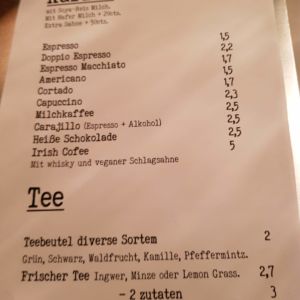 mit Soya-Reis Milch.
mit Hafer Milch + 20cts.
Extra Sahne + 50cts.
Espresso 1,5
Doppio Espresso 2,2
Espresso Macchiato 1,7
Americano 1,5
Cortado 1,7
Capuccino 2,3
Milchkaffee 2,5
Carajillo (Espresso + Alkohol) 2,5
Heiße Schokolade 2,5
Irish Cofee 5
Mit whisky und veganer Schlagsahne
Tee
Teebeutel diverse Sortem 2
Grün, Schwarz, Waldfrucht, Kamille, Pfeffermintz.
Frischer Tee Ingwer, Minze oder Lemon Grass. 2,7
- 2 zutaten 3